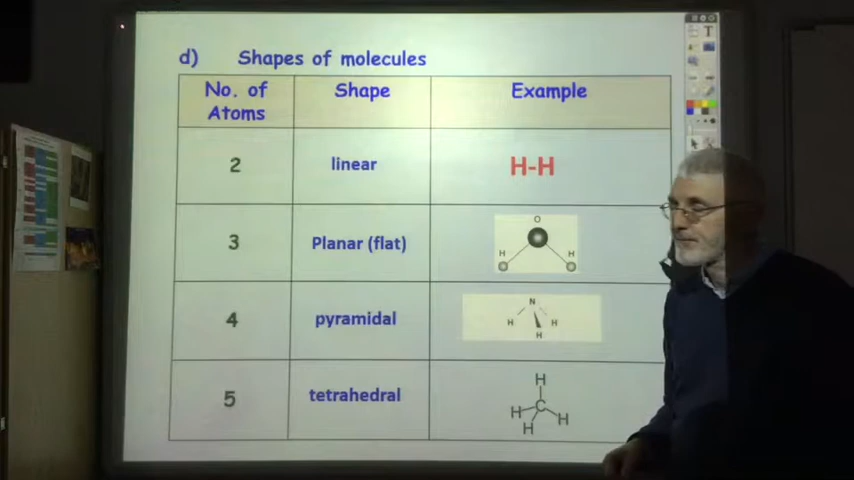 d) Shapes of molecules
No. of Atoms Shape Example
2 linear H-H
3 Planar (flat) O H H
4 pyramidal N H H H
5 tetrahedral H C H H H
T